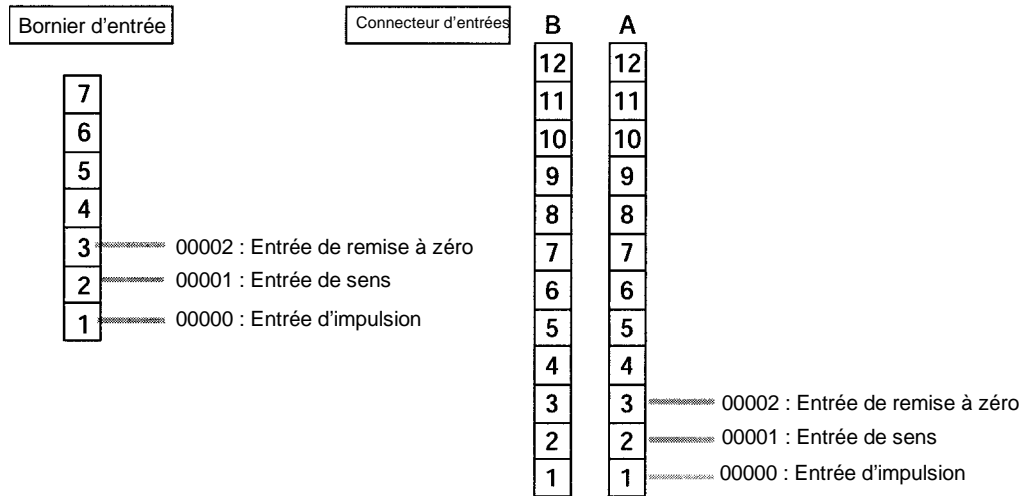 Bornier d'entrée
Connecteur d'entrées
B A
12 12
7 11 11
6 10 10
5 9 9
4 8 8
3 00002 : Entrée de remise à zéro 7 7
2 00001 : Entrée de sens 6 6
1 00000 : Entrée d'impulsion 5 5
4 4
3 3 00002 : Entrée de remise à zéro
2 2 00001 : Entrée de sens
1 1 00000 : Entrée d'impulsion